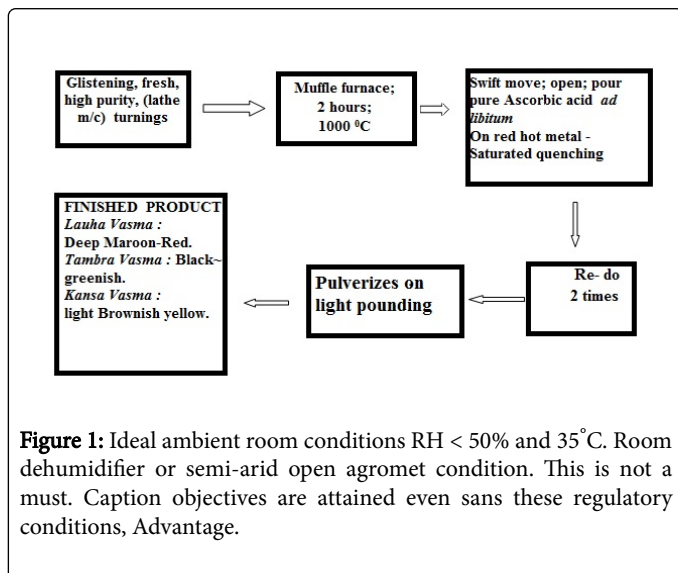 Glistening, fresh,
high purity, (lathe
m/c) turnings
Muffle furnace;
2 hours;
1000 ⁰C
Swift move; open; pour
pure Ascorbic acid ad
libitum
On red hot metal -
Saturated quenching
Re- do
2 times
Pulverizes on
light pounding
FINISHED PRODUCT
Lauha Vasma :
Deep Maroon-Red.
Tambra Vasma : Black~
greenish.
Kansa Vasma :
light Brownish yellow.
Figure 1: Ideal ambient room conditions RH < 50% and 35˚C. Room
dehumidifier or semi-arid open agromet condition. This is not a
must. Caption objectives are attained even sans these regulatory
conditions, Advantage.